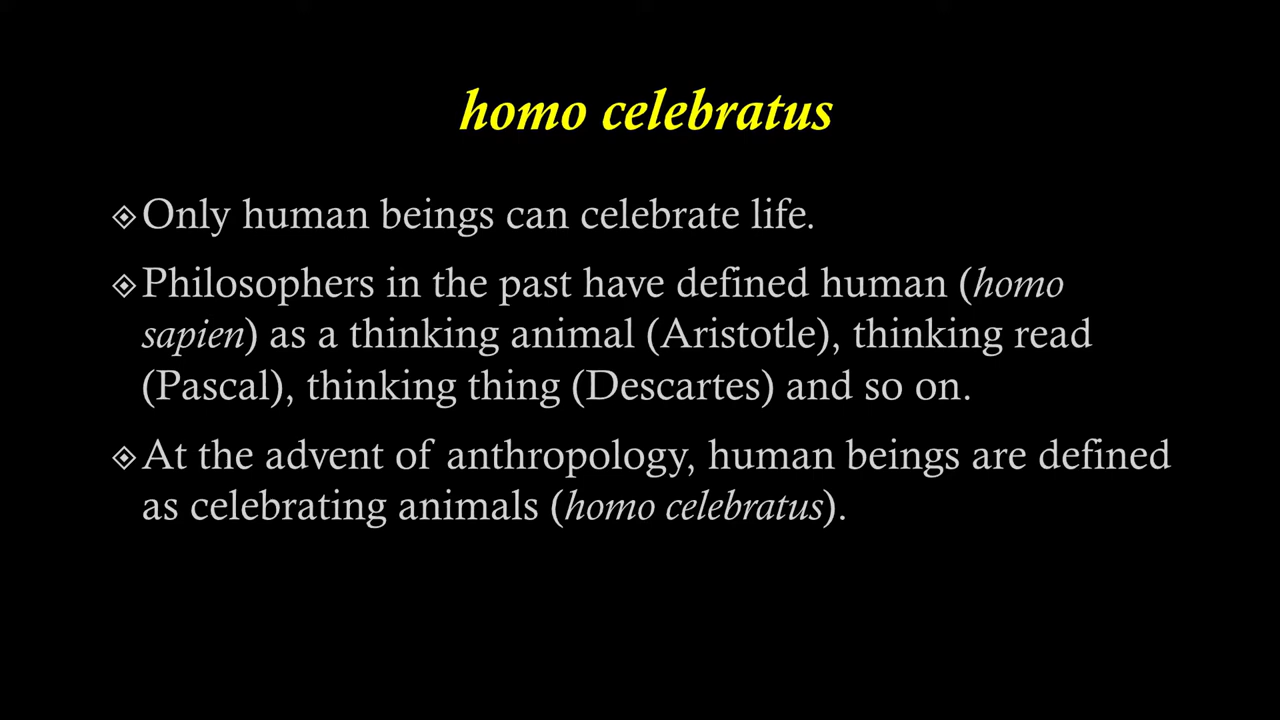 homo celebratus
Only human beings can celebrate life.
Philosophers in the past have defined human (homo
sapien) as a thinking animal (Aristotle), thinking read
(Pascal), thinking thing (Descartes) and so on.
At the advent of anthropology, human beings are defined
as celebrating animals (homo celebratus).